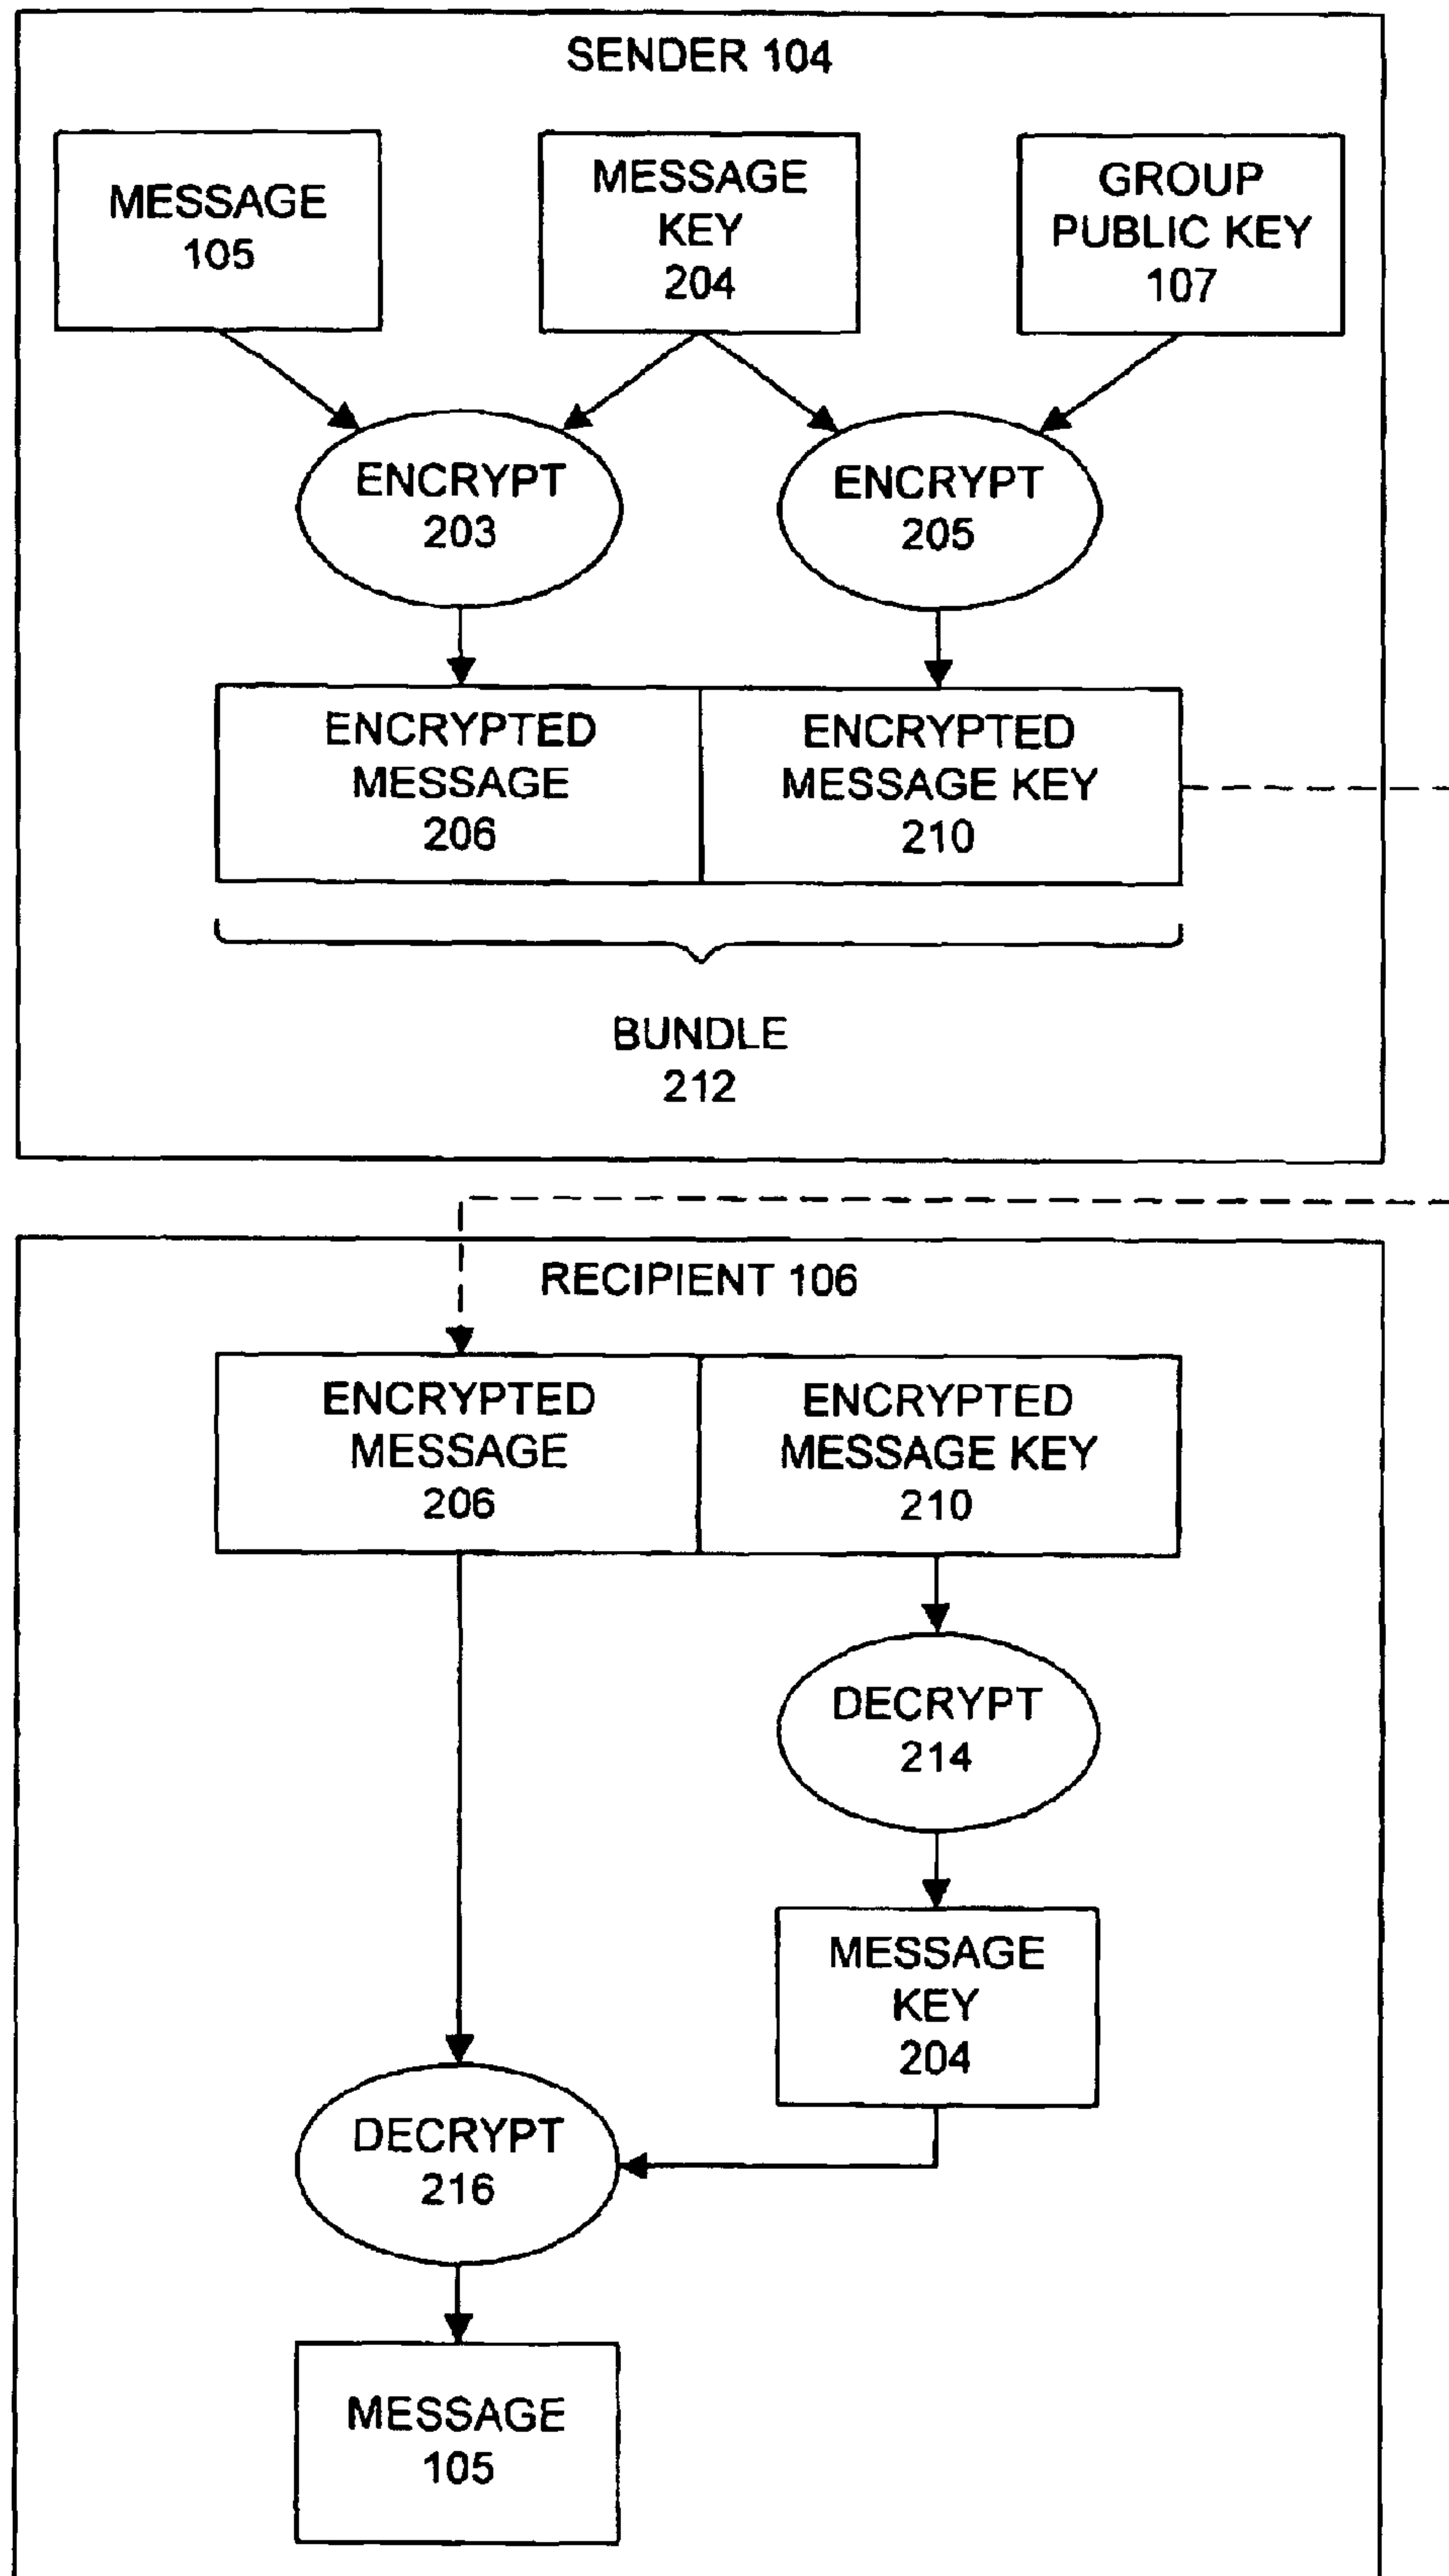 SENDER 104
MESSAGE
105
MESSAGE
KEY
204
GROUP
PUBLIC KEY
107
ENCRYPT
203
ENCRYPT
205
ENCRYPTED
MESSAGE
206
ENCRYPTED
MESSAGE KEY
210
BUNDLE
212
RECIPIENT 106
ENCRYPTED
MESSAGE
206
ENCRYPTED
MESSAGE KEY
210
DECRYPT
214
MESSAGE
KEY
204
DECRYPT
216
MESSAGE
105